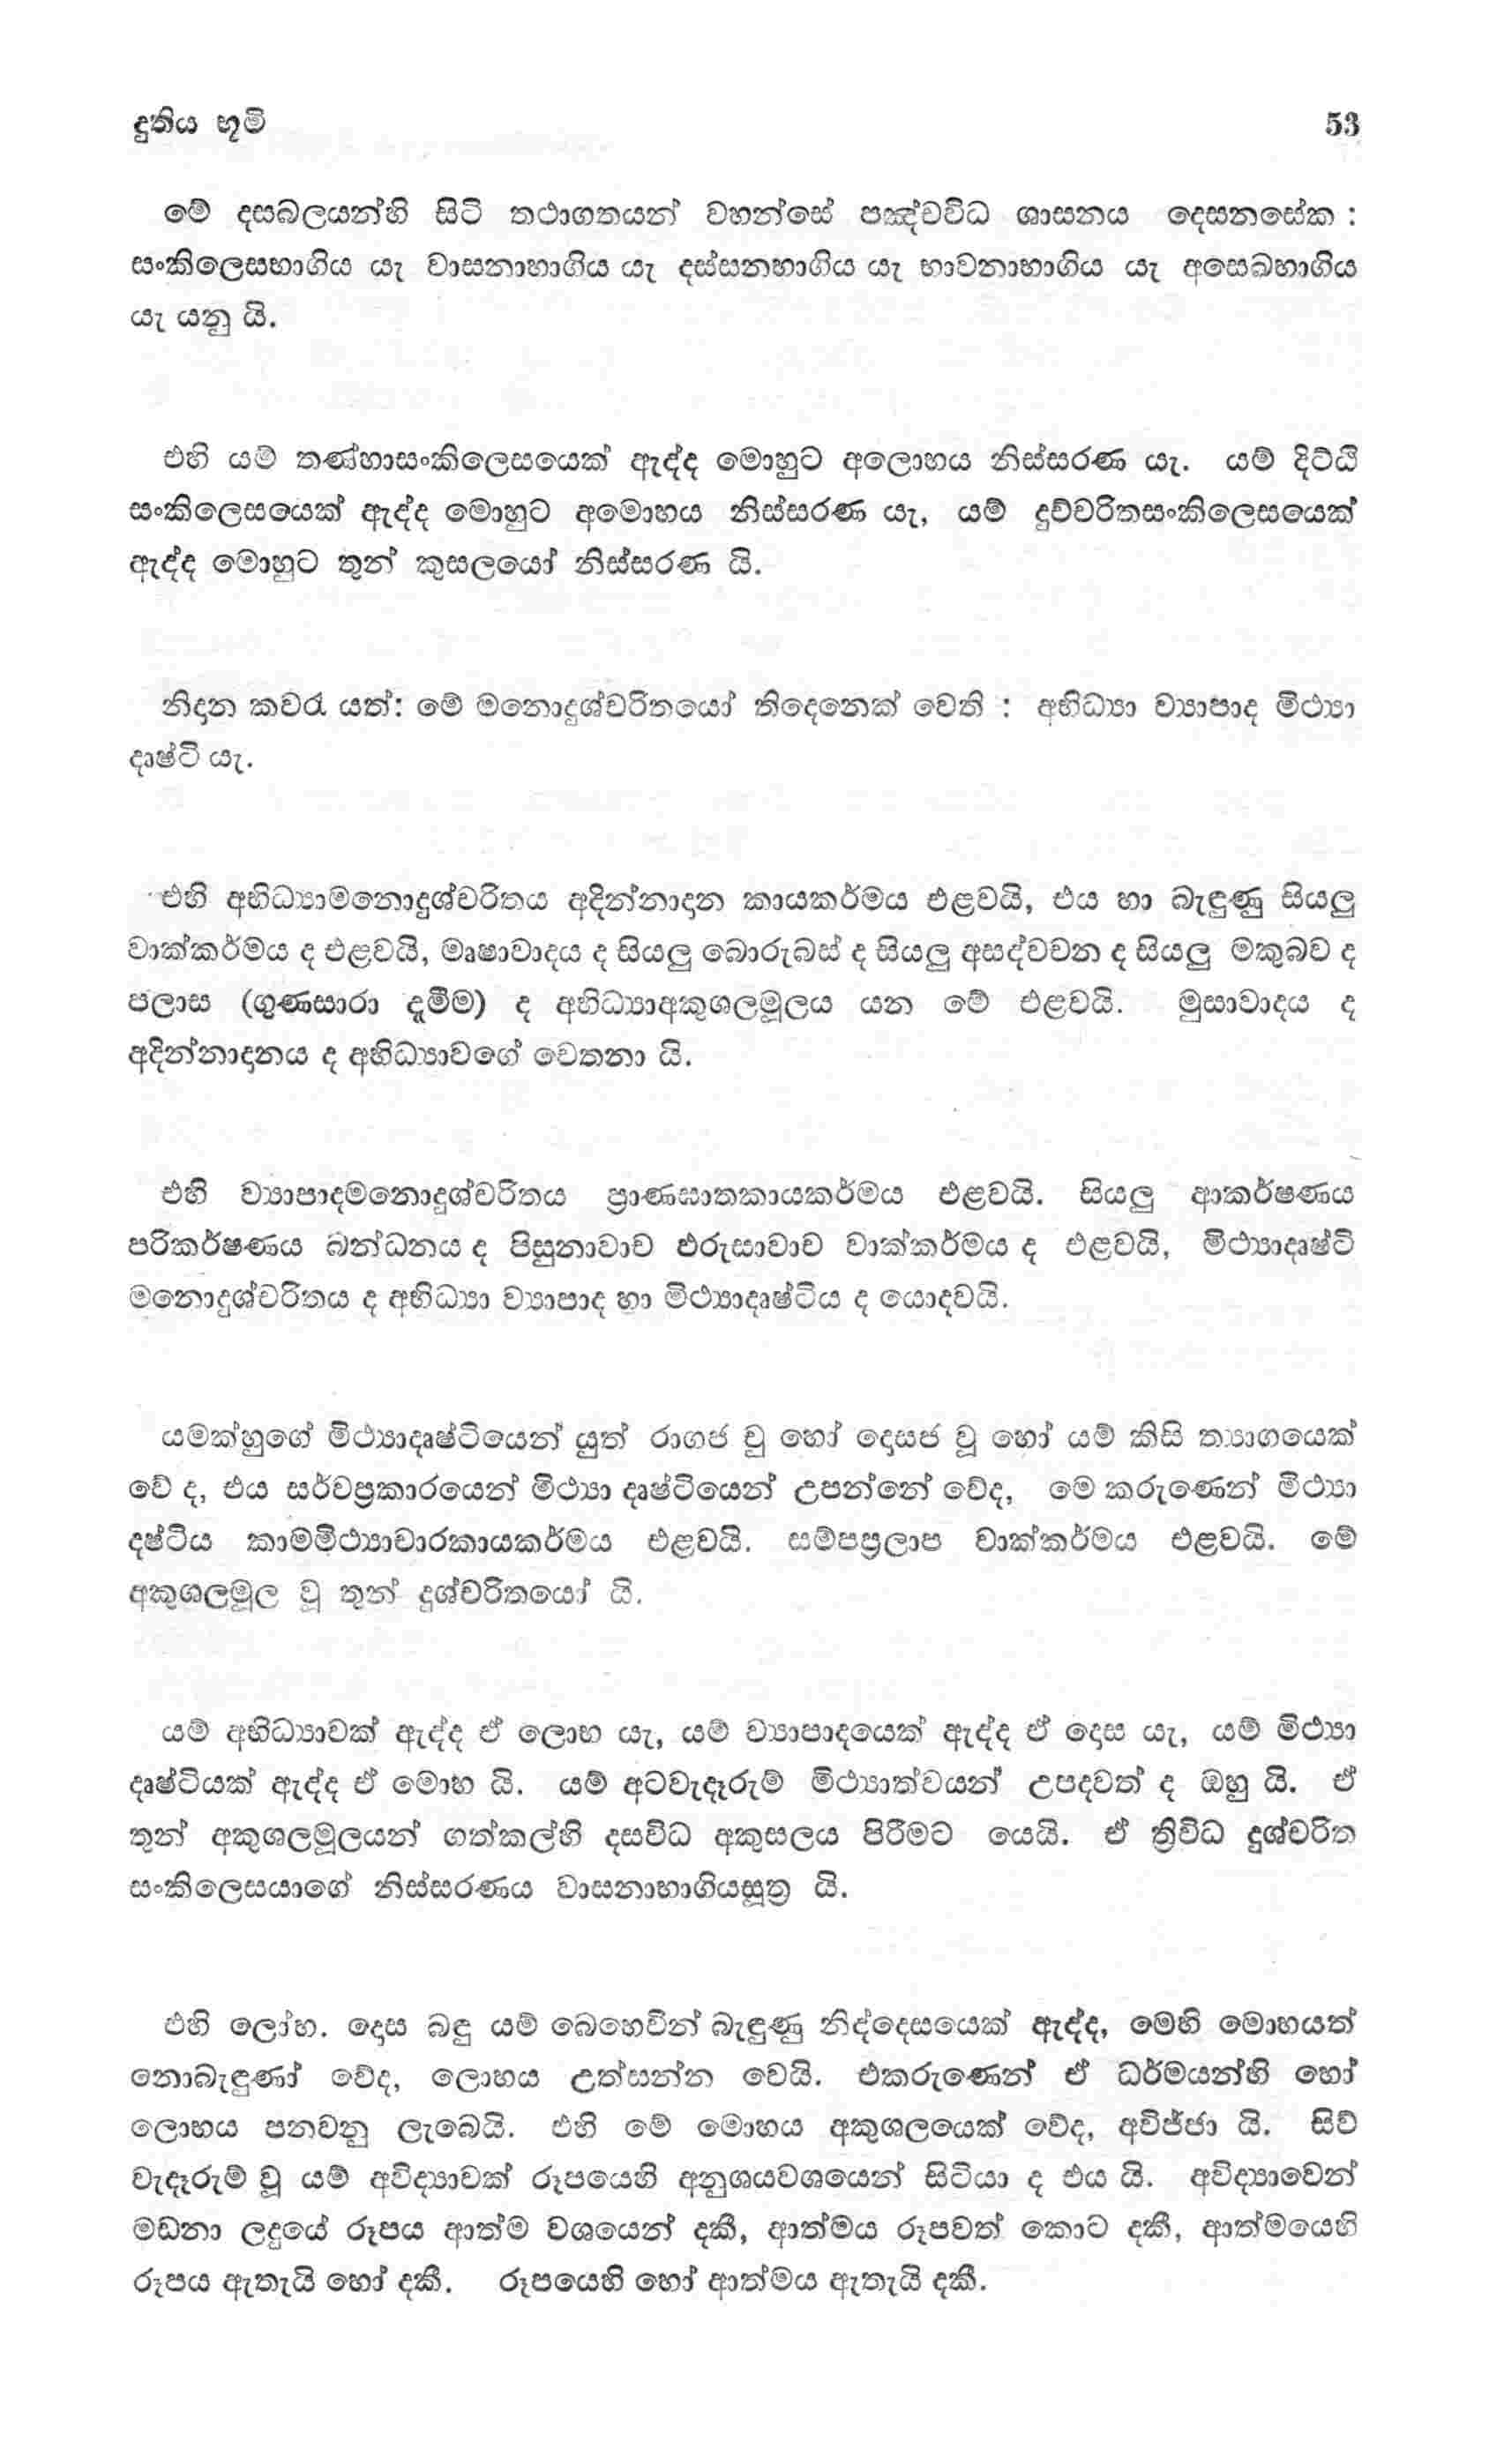 දුතිය භූමි 53
මේ දසබලයන්හි සිටි තථාගතයන් වහන්සේ පඤ්චවිධ ශාසනය දෙසනසේක :
සංකිලෙසභාගිය යැ වාසනාභාගිය යැ දස්සනභාගිය යැ භාවනාභාගිය යැ අසෙඛභාගිය
යැ යනු යි.
එහි යම් තණ්හාසංකිලෙසයෙක් ඇද්ද මොහුට අලොභය නිස්සරණ යැ. යම් දිට්ඨි
සංකිලෙසයෙක් ඇද්ද මොහුට අමොහය නිස්සරණ යැ, යම් දුච්චරිතසංකිලෙසයෙක්
ඇද්ද මොහුට තුන් කුසලයෝ නිස්සරණ යි.
නිදාන කවරැ යත්: මේ මනොදුශ්චරිතයෝ තිදෙනෙක් වෙති : අභිධ්‍යා ව්‍යාපාද මිථ්‍යා
දෘෂ්ටි යැ.
එහි අභිධ්‍යාමනොදුශ්චරිතය අදින්නාදාන කායකර්මය එළවයි, එය හා බැඳුණු සියලු
වාක්කර්මය ද එළවයි, මෘෂාවාදය ද සියලු බොරුබස් ද සියලු අසද්වචන ද සියලු මකුබව ද
පලාස (ගුණසාරා දැමීම) ද අභිධ්‍යාඅකුශලමූලය යන මේ එළවයි. මුසාවාදය ද
අදින්නාදානය ද අභිධ්‍යාවගේ චෙතනා යි.
එහි ව්‍යාපාදමනොදුශ්චරිතය ප්‍රාණඝාතකායකර්මය එළවයි. සියලු ආකර්ෂණය
පරිකර්ෂණය බන්ධනය ද පිසුනාවාච ඵරුසාවාච වාක්කර්මය ද එළවයි, මිථ්‍යාදෘෂ්ටි
මනොදුශ්චරිතය ද අභිධ්‍යා ව්‍යාපාද හා මිථ්‍යාදෘෂ්ටිය ද යොදවයි.
යමක්හුගේ මිථ්‍යාදෘෂ්ටියෙන් යුත් රාගජ වු හෝ දොසජ වූ හෝ යම් කිසි ත්‍යාගයෙක්
වේ ද, එය සර්වප්‍රකාරයෙන් මිථ්‍යා දෘෂ්ටියෙන් උපන්නේ වේද, මෙ කරුණෙන් මිථ්‍යා
දෂ්ටිය කාමමිථ්‍යාචාරකායකර්මය එළවයි. සම්පප්‍රලාප වාක්කර්මය එළවයි. මේ
අකුශලමූල වූ තුන් දුශ්චරිතයෝ යි.
යම් අභිධ්‍යාවක් ඇද්ද ඒ ලොභ යැ, යම් ව්‍යාපාදයෙක් ඇද්ද ඒ දොස යැ, යම් මිථ්‍යා
දෘෂ්ටියක් ඇද්ද ඒ මොහ යි. යම් අටවැදෑරුම් මිථ්‍යාත්වයන් උපදවත් ද ඔහු යි. ඒ
තුන් අකුශලමූලයන් ගත්කල්හි දසවිධ අකුසලය පිරීමට යෙයි. ඒ ත්‍රිවිධ දුශ්චරිත
සංකිලෙසයාගේ නිස්සරණය වාසනාභාගියසූත්‍ර යි.
එහි ලෝභ. දොස බඳු යම් බෙහෙවින් බැඳුණු නිද්දෙසයෙක් ඇද්ද, මෙහි මොහයත්
නොබැඳුණෝ වේද, ලොභය උත්සන්න වෙයි. එකරුණෙන් ඒ ධර්මයන්හි හෝ
ලොභය පනවනු ලැබෙයි. එහි මේ මොහය අකුශලයෙක් වේද, අවිජ්ජා යි. සිව්
වැදෑරුම් වූ යම් අවිද්‍යාවක් රූපයෙහි අනුශයවශයෙන් සිටියා ද එය යි. අවිද්‍යාවෙන්
මඩනා ලදුයේ රූපය ආත්ම වශයෙන් දකී, ආත්මය රූපවත් කොට දකී, ආත්මයෙහි
රූපය ඇතැයි හෝ දකී. රූපයෙහි හෝ ආත්මය ඇතැයි දකී.